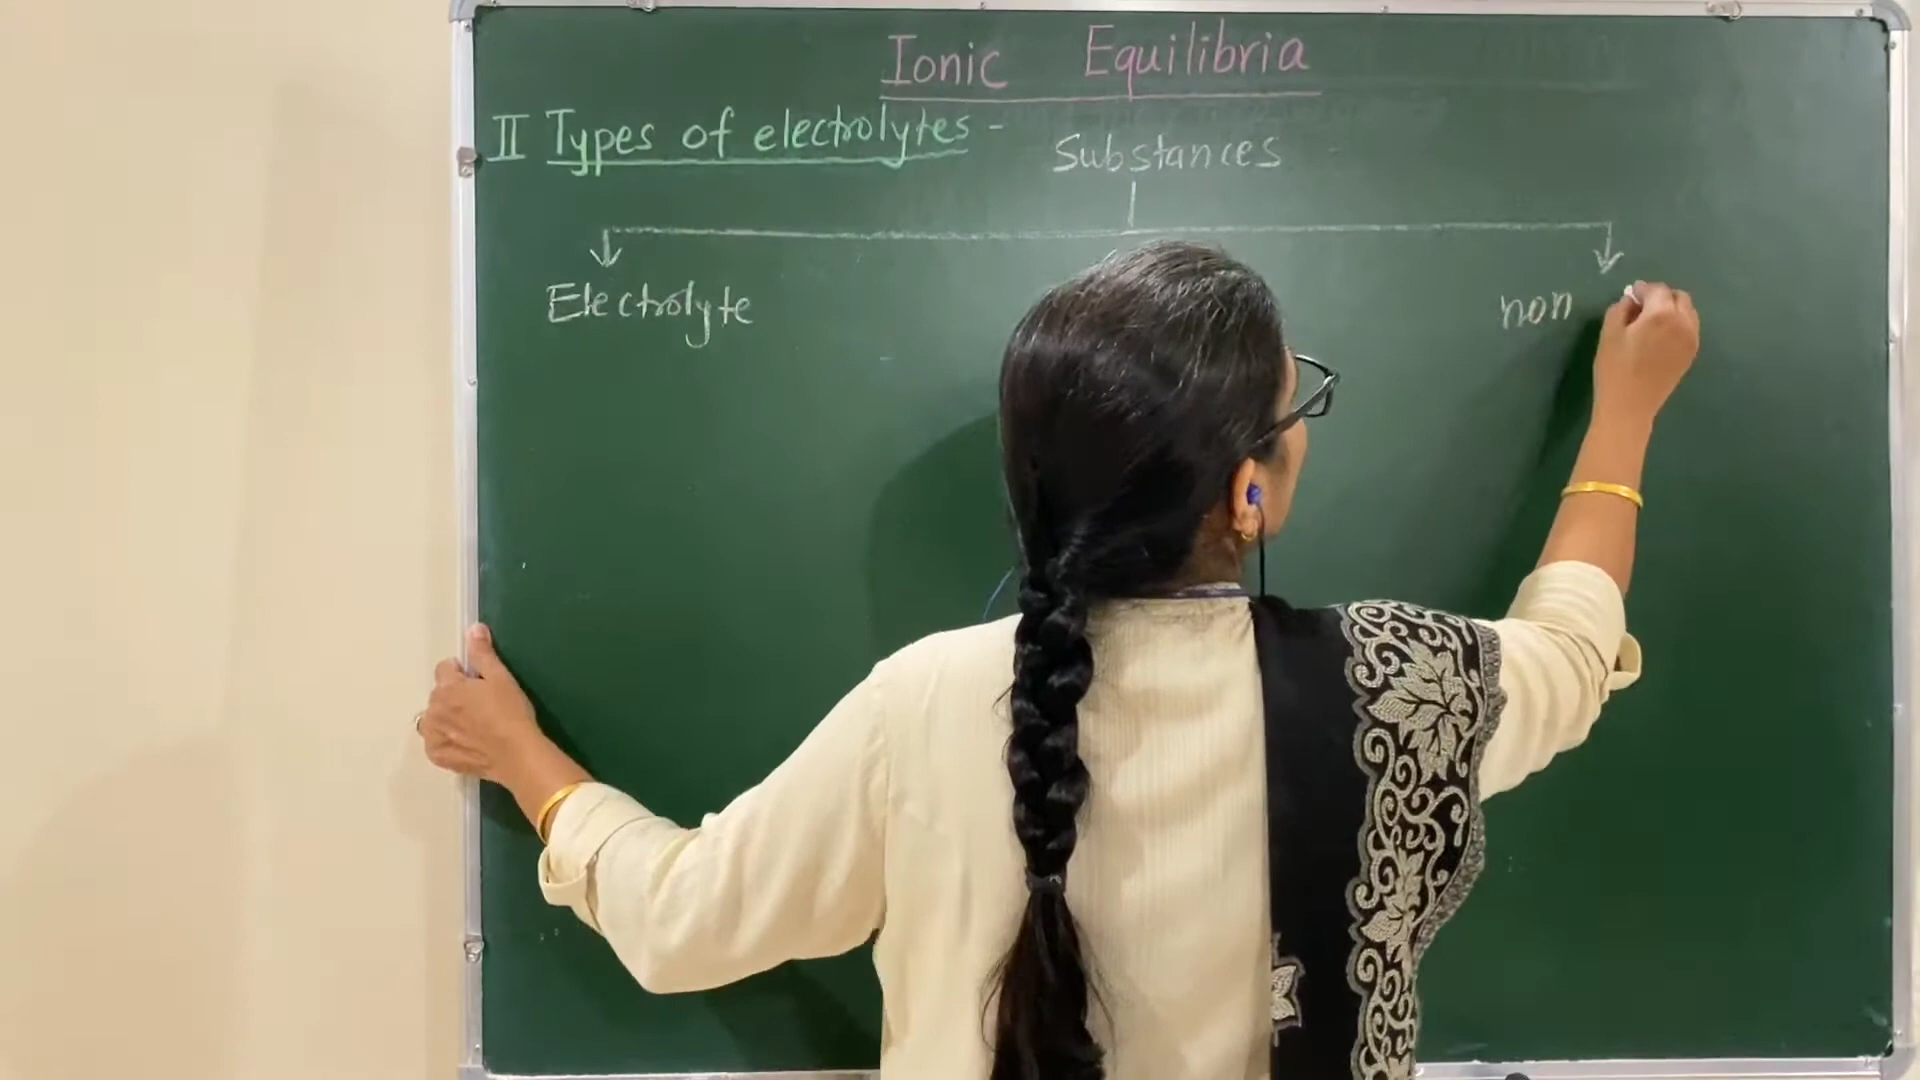 Ionic Equilibria
II Types of electrolytes -
Substances
Electrolyte
non